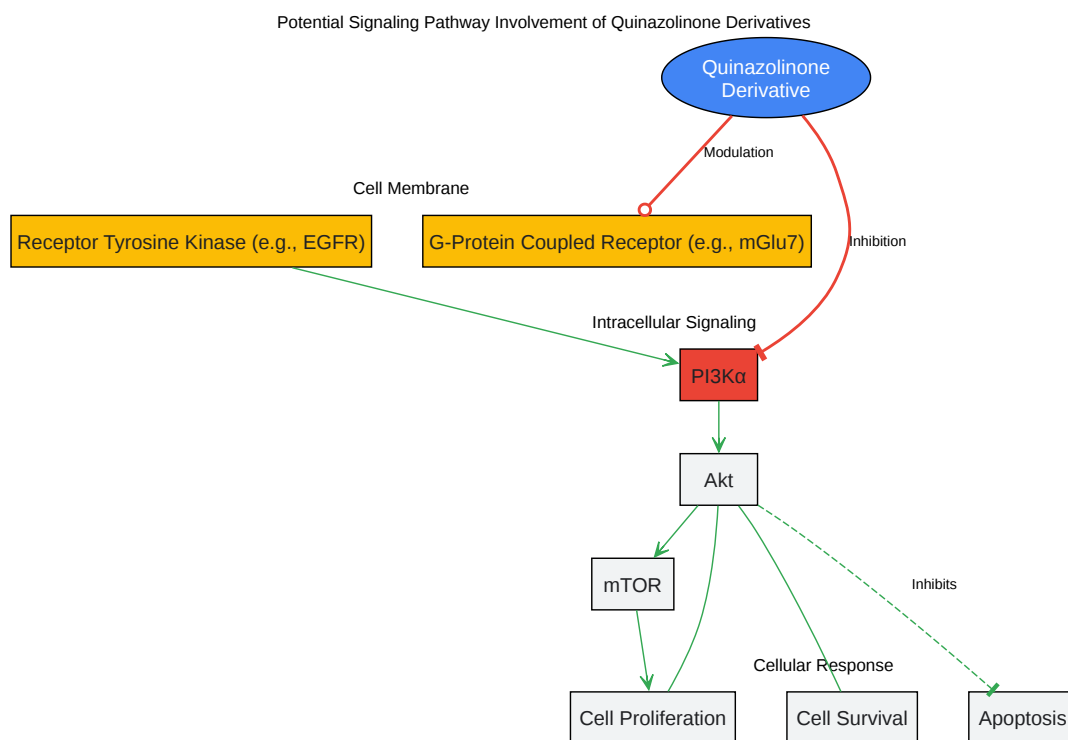 Potential Signaling Pathway Involvement of Quinazolinone Derivatives
Quinazolinone
Derivative
Modulation
Cell Membrane
Receptor Tyrosine Kinase (e.g., EGFR)
G-Protein Coupled Receptor (e.g., mGlu7)
Inhibition
Intracellular Signaling
PI3Kα
Akt
mTOR
Inhibits
Cellular Response
Cell Proliferation
Cell Survival
Apoptosis